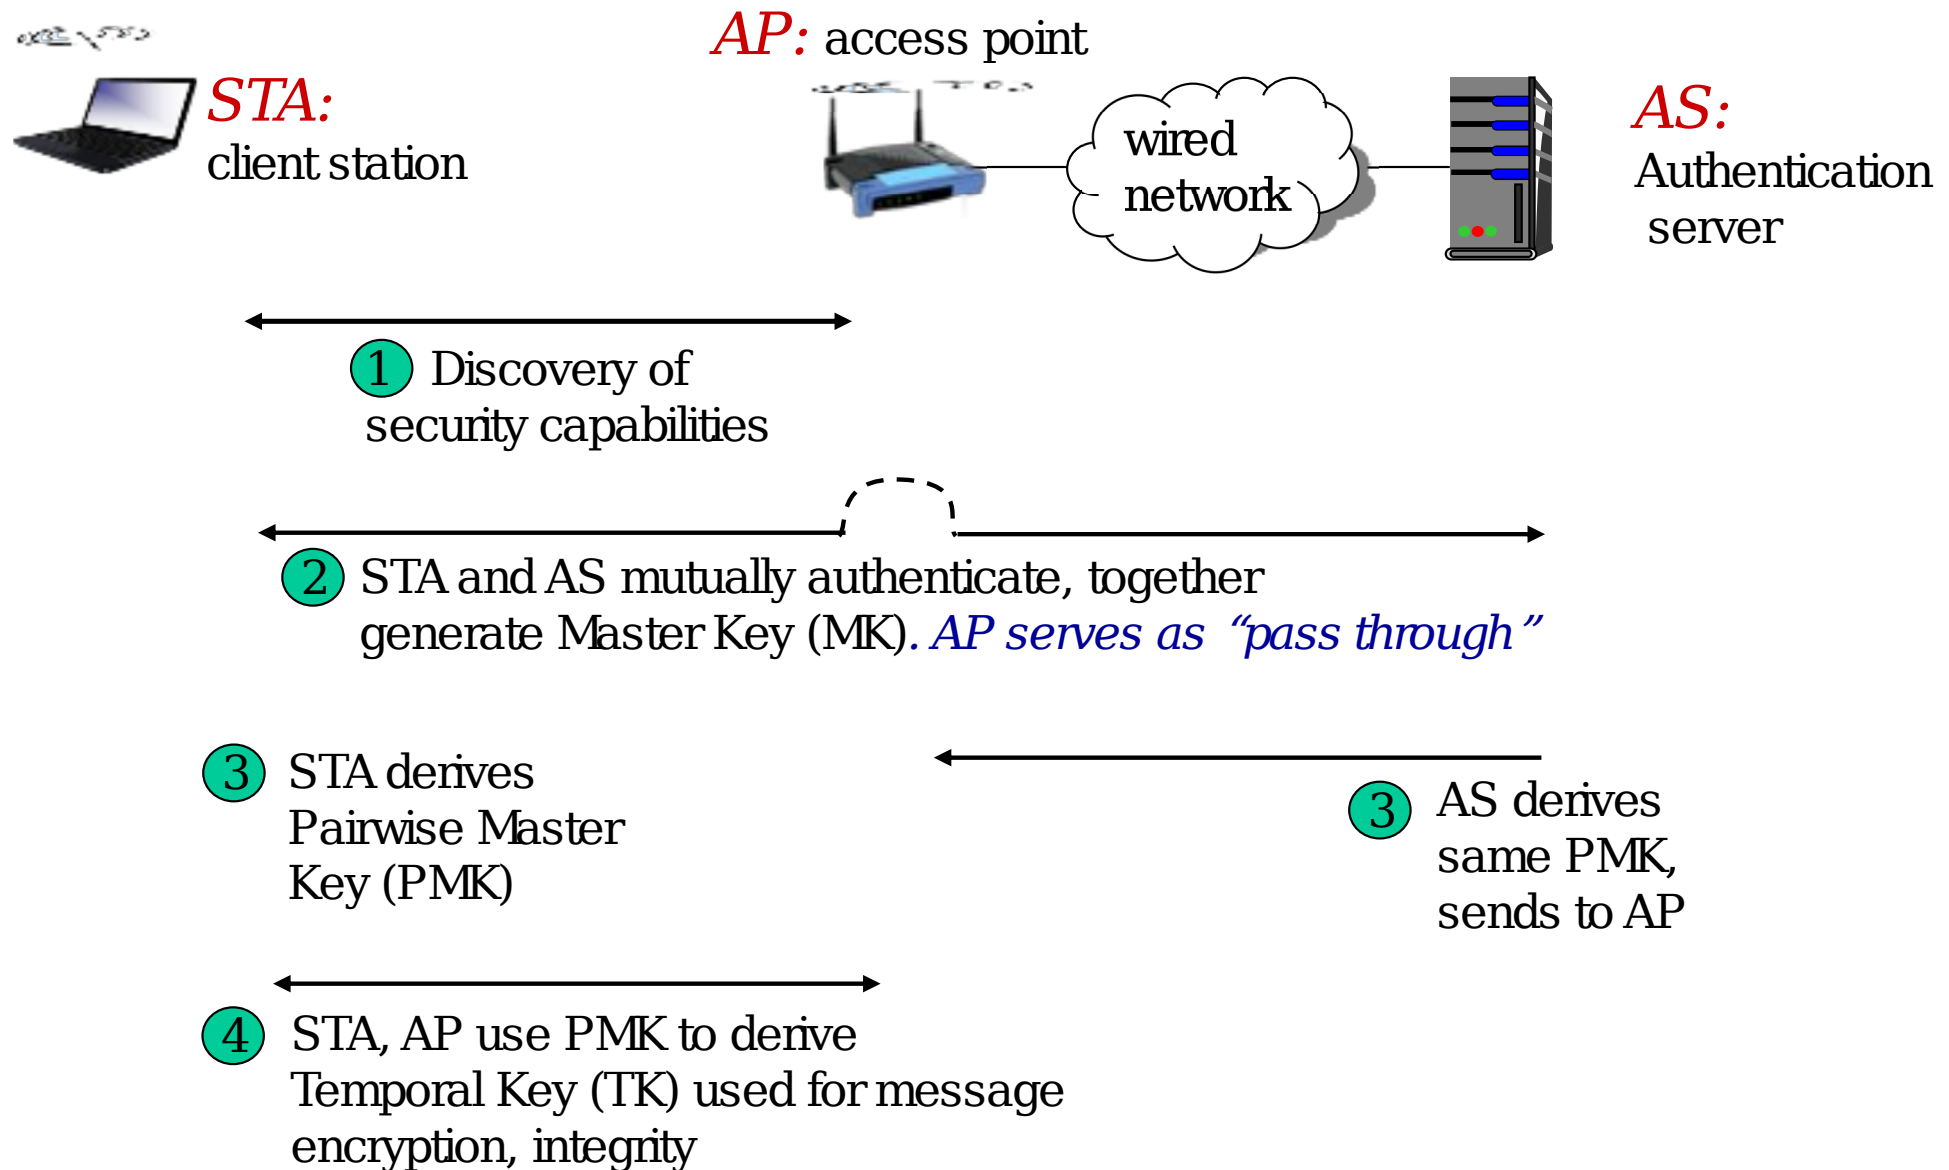 AP: access point
STA:
client station
wired
network
AS:
Authentication
server
1 Discovery of
security capabilities
2 STA and AS mutually authenticate, together
generate Master Key (MK). AP serves as “pass through”
3 STA derives
Pairwise Master
Key (PMK)
3 AS derives
same PMK,
sends to AP
4 STA, AP use PMK to derive
Temporal Key (TK) used for message
encryption, integrity